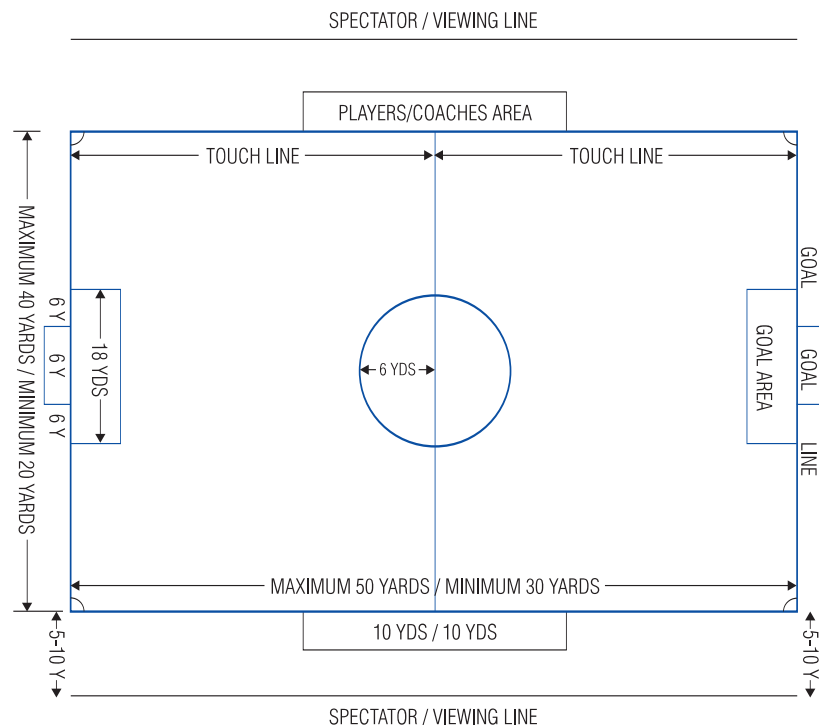 SPECTATOR / VIEWING LINE
PLAYERS/COACHES AREA
TOUCH LINE
TOUCH LINE
MAXIMUM 40 YARDS / MINIMUM 20 YARDS
6 Y
6 Y
6 Y
18 YDS
6 YDS
GOAL AREA
GOAL
GOAL
LINE
MAXIMUM 50 YARDS / MINIMUM 30 YARDS
10 YDS / 10 YDS
5-10 Y
5-10 Y
SPECTATOR / VIEWING LINE